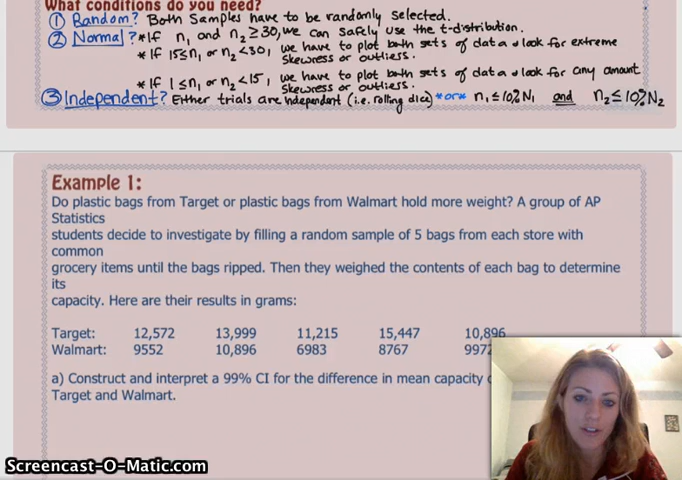 What conditions do you need?
① Random? Both Samples have to be randomly selected.
② Normal? *If n₁ and n₂ ≥ 30, we can safely use the t-distribution.
*If 15 ≤ n₁ or n₂ < 30, we have to plot both sets of data & look for extreme
skewness or outliers.
*If 1 ≤ n₁ or n₂ < 15, we have to plot both sets of data & look for any amount
skewness or outliers.
③ Independent? Either trials are independent (i.e. rolling dice) *or* n₁ ≤ 10% N₁ and n₂ ≤ 10% N₂
Example 1:
Do plastic bags from Target or plastic bags from Walmart hold more weight? A group of AP
Statistics
students decide to investigate by filling a random sample of 5 bags from each store with
common
grocery items until the bags ripped. Then they weighed the contents of each bag to determine
its
capacity. Here are their results in grams:
Target: 12,572 13,999 11,215 15,447 10,896
Walmart: 9552 10,896 6983 8767 9972
a) Construct and interpret a 99% CI for the difference in mean capacity
Target and Walmart.
Screencast-O-Matic.com